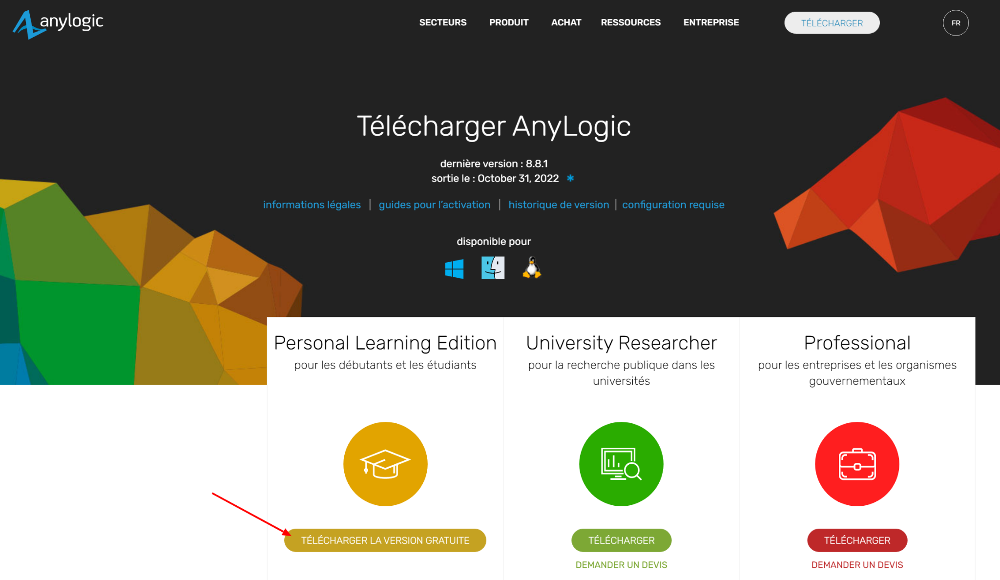 anylogic
SECTEURS PRODUIT ACHAT RESSOURCES ENTREPRISE TÉLÉCHARGER FR
Télécharger AnyLogic
dernière version : 8.8.1
sortie le : October 31, 2022 *
informations légales | guides pour l’activation | historique de version | configuration requise
disponible pour
Personal Learning Edition
pour les débutants et les étudiants
TÉLÉCHARGER LA VERSION GRATUITE
University Researcher
pour la recherche publique dans les
universités
TÉLÉCHARGER
DEMANDER UN DEVIS
Professional
pour les entreprises et les organismes
gouvernementaux
TÉLÉCHARGER
DEMANDER UN DEVIS